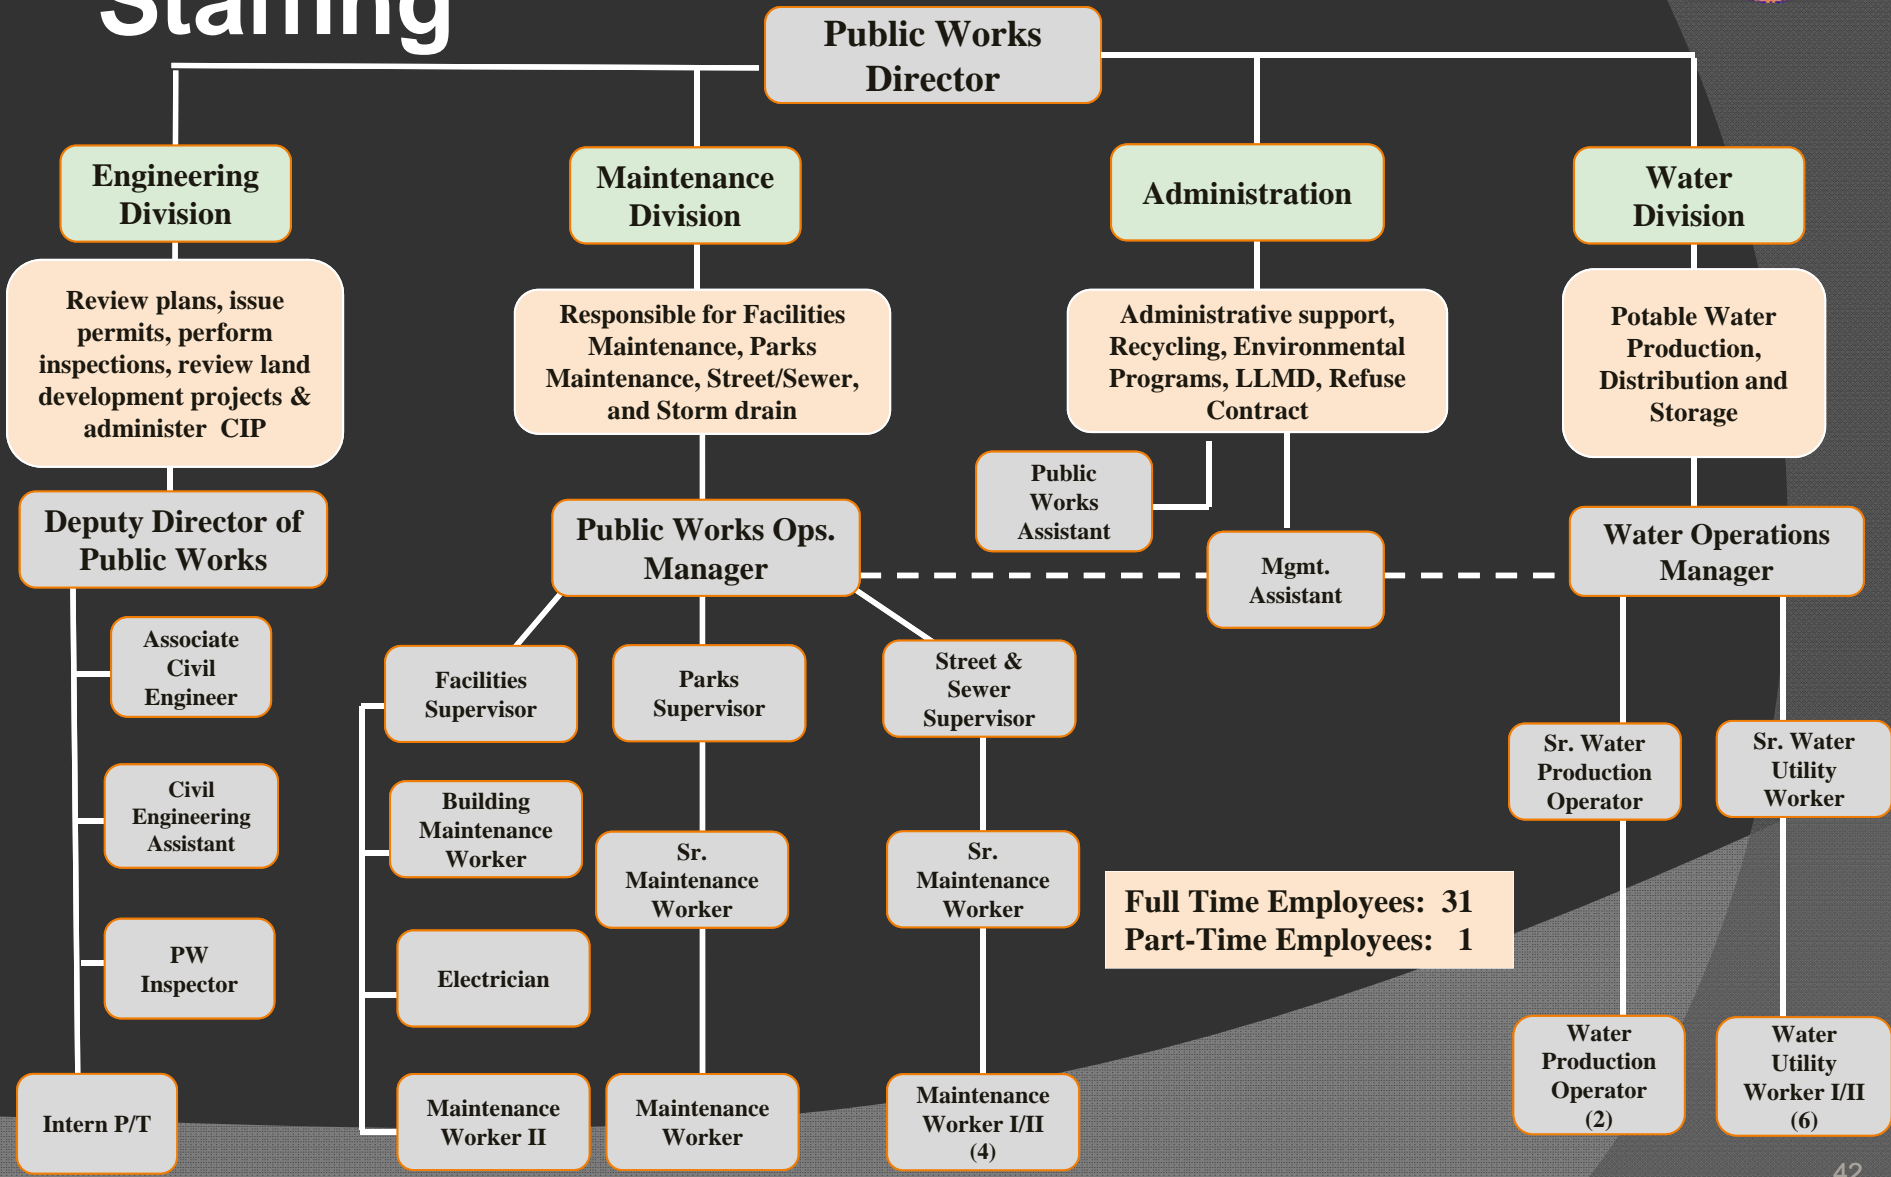 Staffing
Public Works
Director
Engineering
Division
Maintenance
Division
Administration
Water
Division
Review plans, issue
permits, perform
inspections, review land
development projects &
administer CIP
Responsible for Facilities
Maintenance, Parks
Maintenance, Street/Sewer,
and Storm drain
Administrative support,
Recycling, Environmental
Programs, LLMD, Refuse
Contract
Potable Water
Production,
Distribution and
Storage
Deputy Director of
Public Works
Public Works Ops.
Manager
Public
Works
Assistant
Mgmt.
Assistant
Water Operations
Manager
Associate
Civil
Engineer
Facilities
Supervisor
Parks
Supervisor
Street &
Sewer
Supervisor
Sr. Water
Production
Operator
Sr. Water
Utility
Worker
Civil
Engineering
Assistant
Building
Maintenance
Worker
Sr.
Maintenance
Worker
Sr.
Maintenance
Worker
Full Time Employees: 31
Part-Time Employees: 1
PW
Inspector
Electrician
Water
Production
Operator
(2)
Water
Utility
Worker I/II
(6)
Intern P/T
Maintenance
Worker II
Maintenance
Worker
Maintenance
Worker I/II
(4)
42